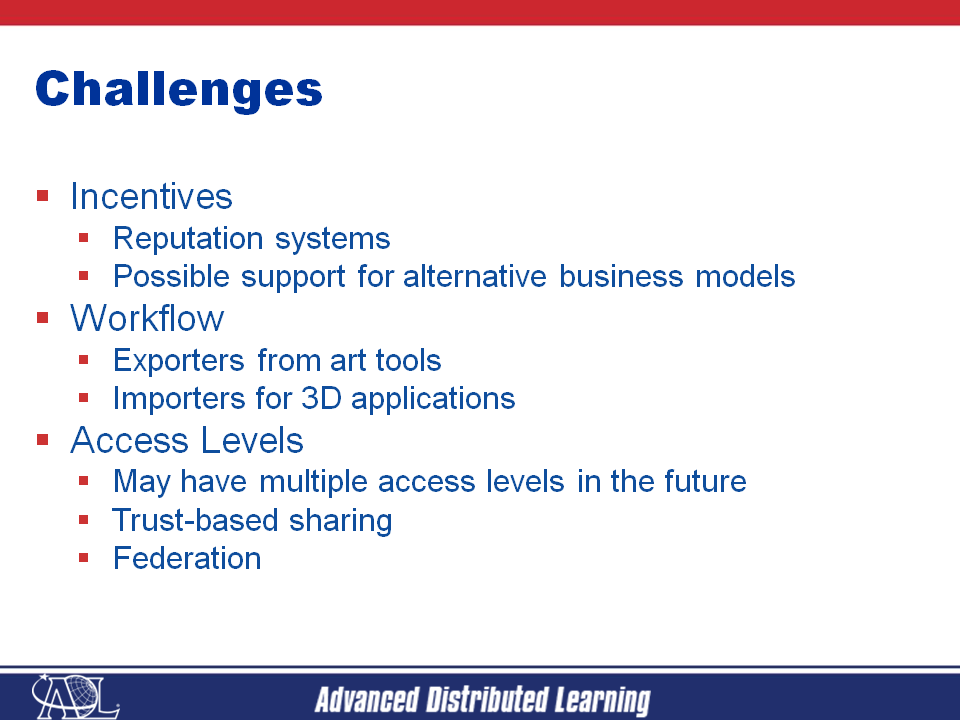 Challenges
Incentives
Reputation systems
Possible support for alternative business models
Workflow
Exporters from art tools
Importers for 3D applications
Access Levels
May have multiple access levels in the future
Trust-based sharing
Federation
ADL
Advanced Distributed Learning